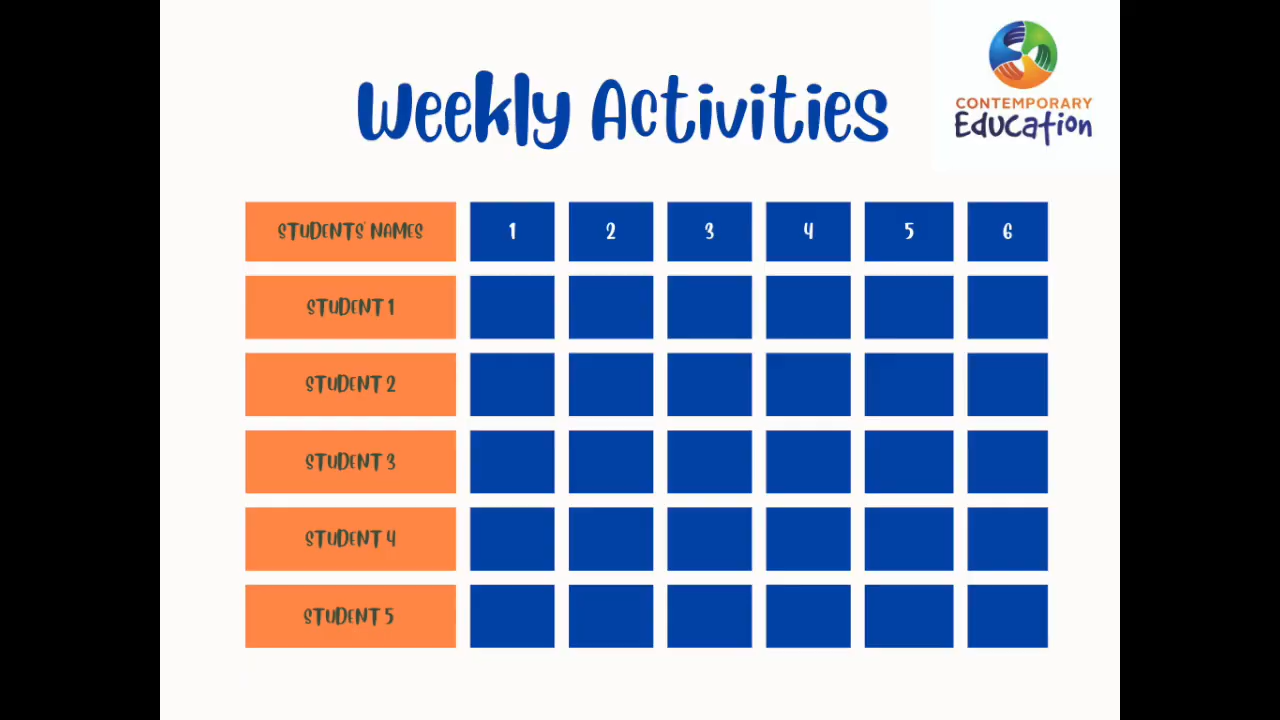 Weekly Activities
CONTEMPORARY
Education
STUDENTS' NAMES 1 2 3 4 5 6
STUDENT 1
STUDENT 2
STUDENT 3
STUDENT 4
STUDENT 5